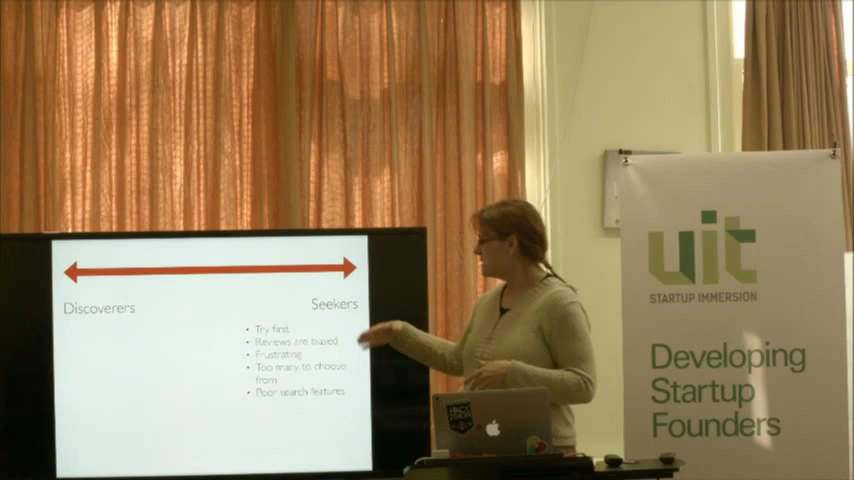 Discoverers
Seekers
• Try first
• Reviews are biased
• Frustrating
• Too many to choose
from
• Poor search features
uit
STARTUP IMMERSION
Developing
Startup
Founders